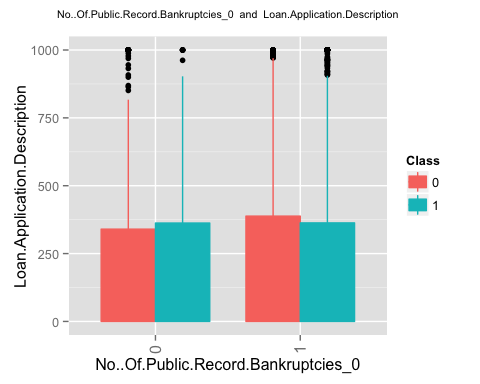 No..Of.Public.Record.Bankruptcies_0 and Loan.Application.Description
1000
750
500
250
0
Loan.Application.Description
0
1
No..Of.Public.Record.Bankruptcies_0
Class
0
1